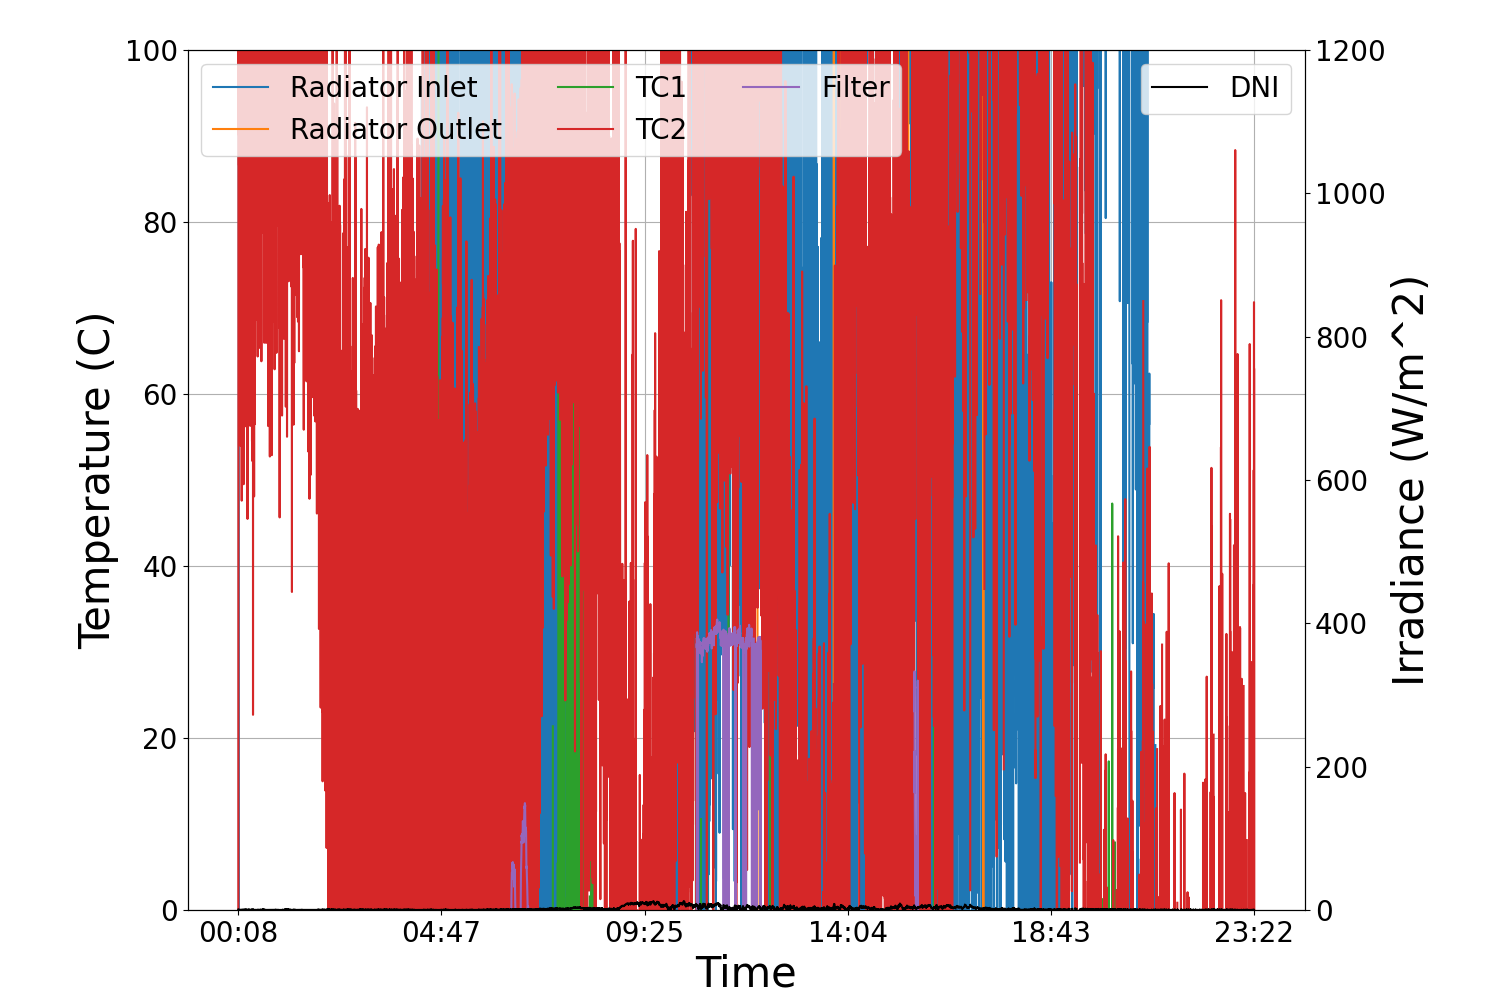 Radiator Inlet TC1 Filter
Radiator Outlet TC2
DNI
100
80
60
40
20
0
Temperature (C)
1200
1000
800
600
400
200
0
Irradiance (W/m^2)
00:08 04:47 09:25 14:04 18:43 23:22
Time